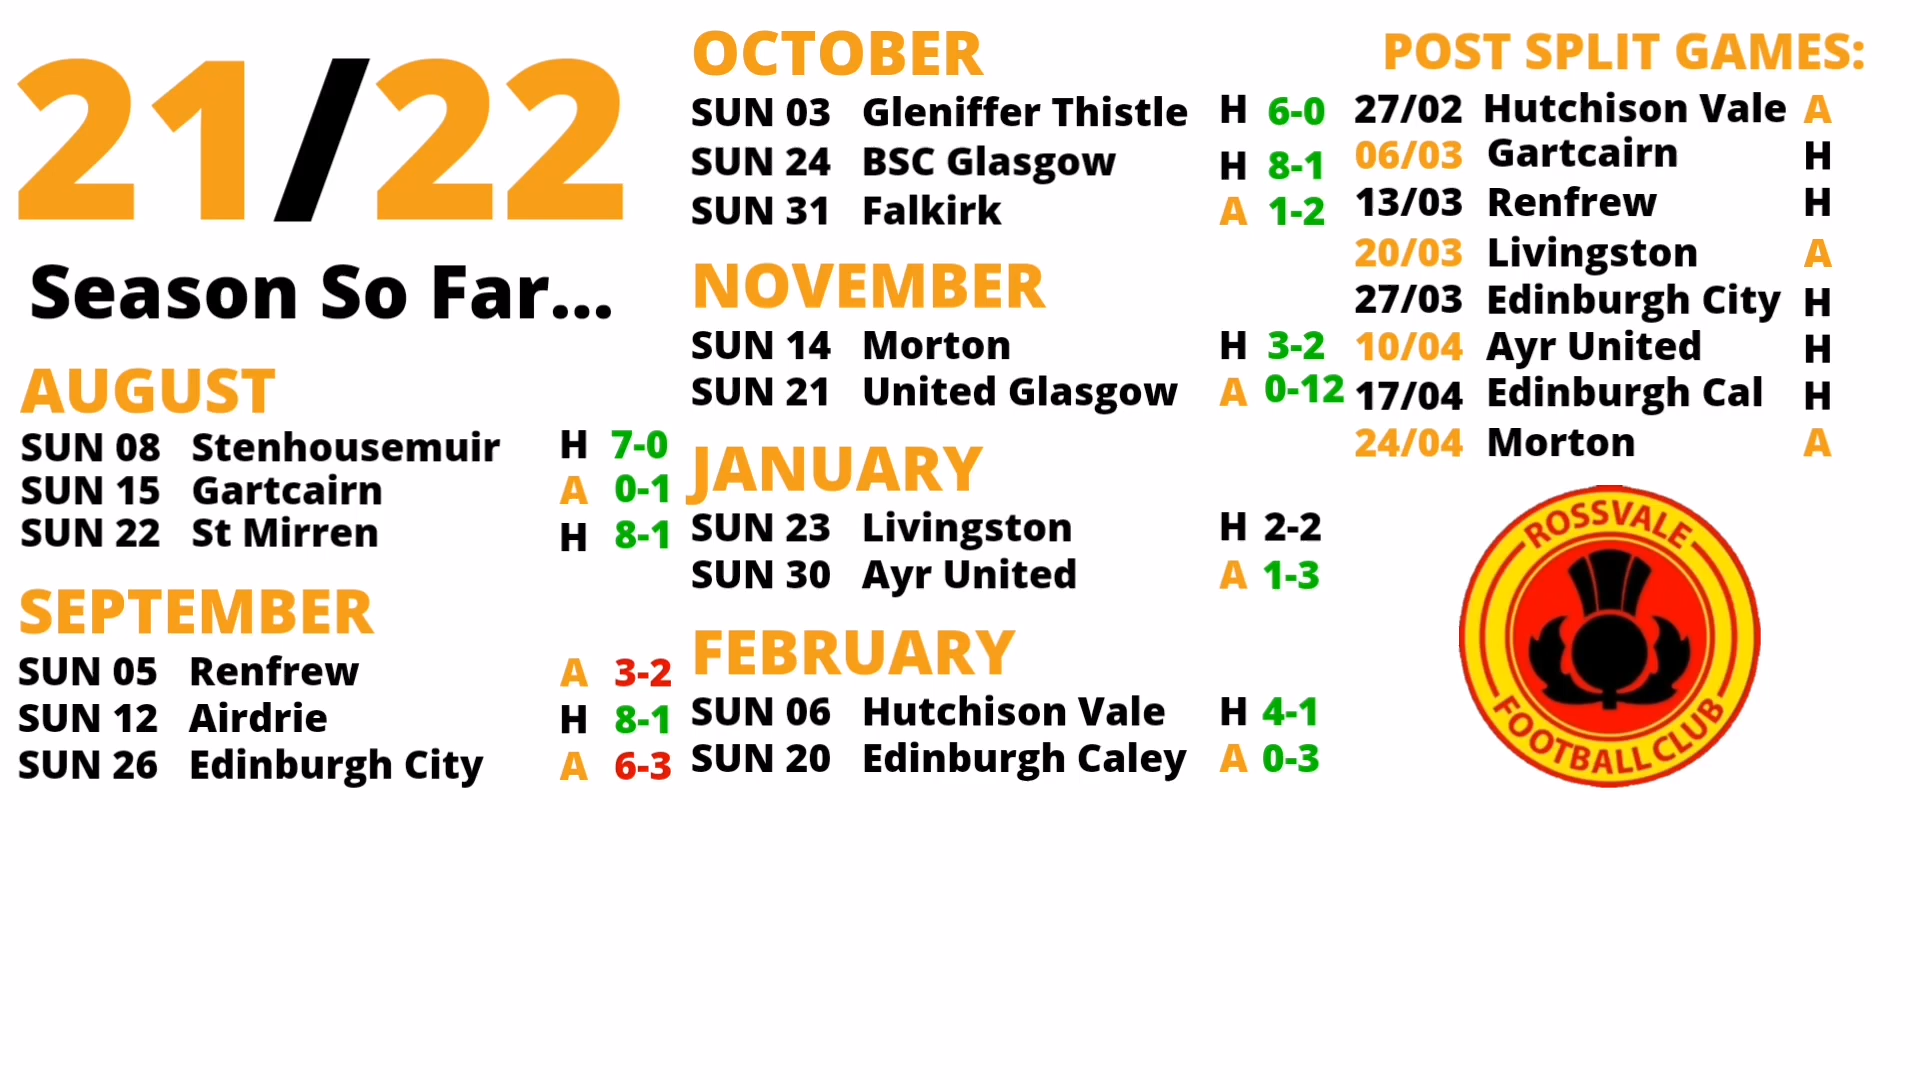 21/22
Season So Far...
AUGUST
SUN 08 Stenhousemuir H 7-0
SUN 15 Gartcairn A 0-1
SUN 22 St Mirren H 8-1
SEPTEMBER
SUN 05 Renfrew A 3-2
SUN 12 Airdrie H 8-1
SUN 26 Edinburgh City A 6-3
OCTOBER
SUN 03 Gleniffer Thistle H 6-0
SUN 24 BSC Glasgow H 8-1
SUN 31 Falkirk A 1-2
NOVEMBER
SUN 14 Morton H 3-2
SUN 21 United Glasgow A 0-12
JANUARY
SUN 23 Livingston H 2-2
SUN 30 Ayr United A 1-3
FEBRUARY
SUN 06 Hutchison Vale H 4-1
SUN 20 Edinburgh Caley A 0-3
POST SPLIT GAMES:
27/02 Hutchison Vale A
06/03 Gartcairn H
13/03 Renfrew H
20/03 Livingston A
27/03 Edinburgh City H
10/04 Ayr United H
17/04 Edinburgh Cal H
24/04 Morton A
ROSSVALE
FOOTBALL CLUB